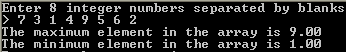 Enter 8 integer numbers separated by blanks
> 7 3 1 4 9 5 6 2
The maximum element in the array is 9.00
The minimum element in the array is 1.00